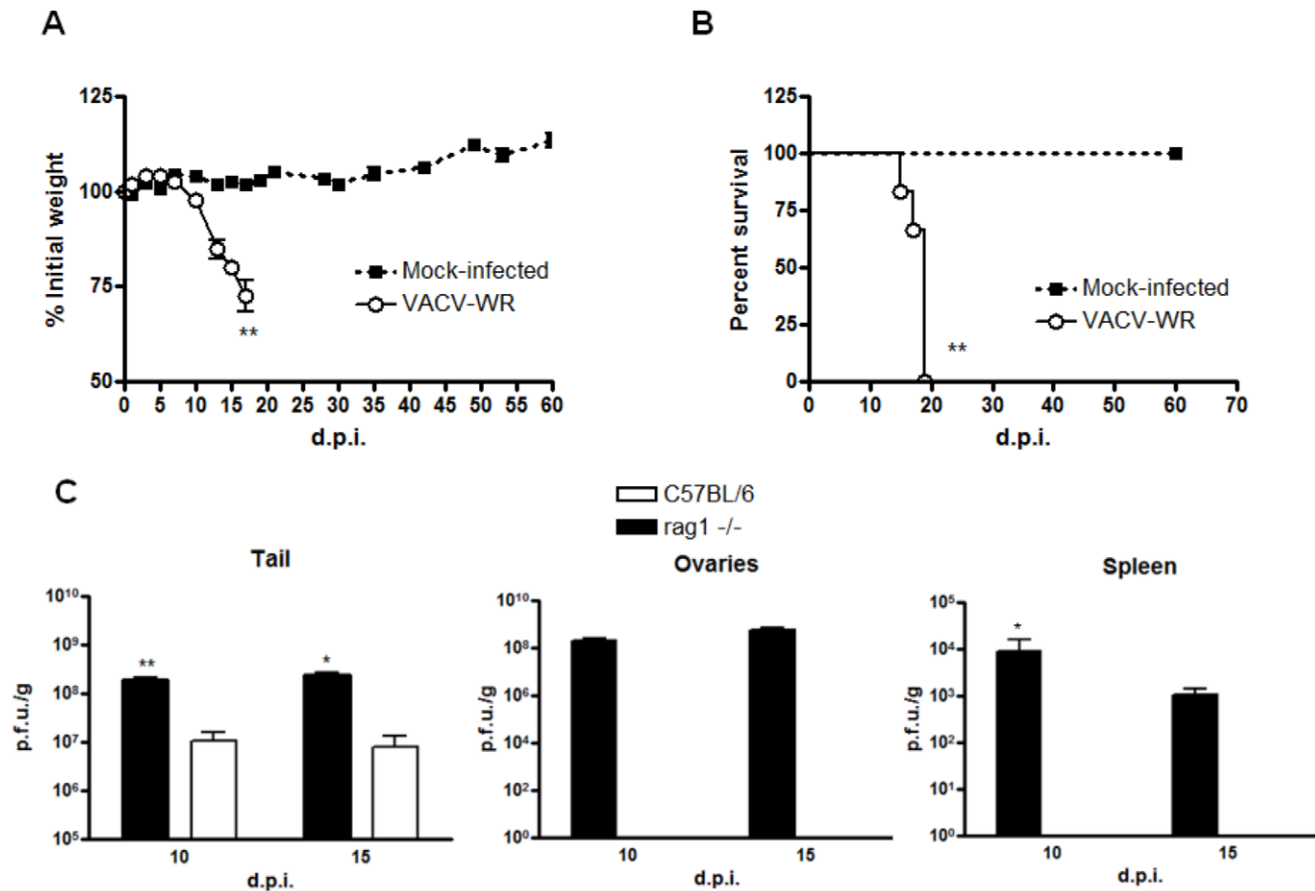 A
125
100
75
50
% Initial weight
Mock-infected
VACV-WR
**
0 5 10 15 20 25 30 35 40 45 50 55 60
d.p.i.
B
125
100
75
50
25
0
Percent survival
Mock-infected
VACV-WR
**
0 10 20 30 40 50 60 70
d.p.i.
C
C57BL/6
rag1 -/-
Tail
10¹⁰
10⁹
10⁸
10⁷
10⁶
10⁵
p.f.u./g
**
*
10 15
d.p.i.
Ovaries
10¹⁰
10⁸
10⁶
10⁴
10²
10⁰
p.f.u./g
10 15
d.p.i.
Spleen
10⁵
10⁴
10³
10²
10¹
10⁰
p.f.u./g
*
10 15
d.p.i.